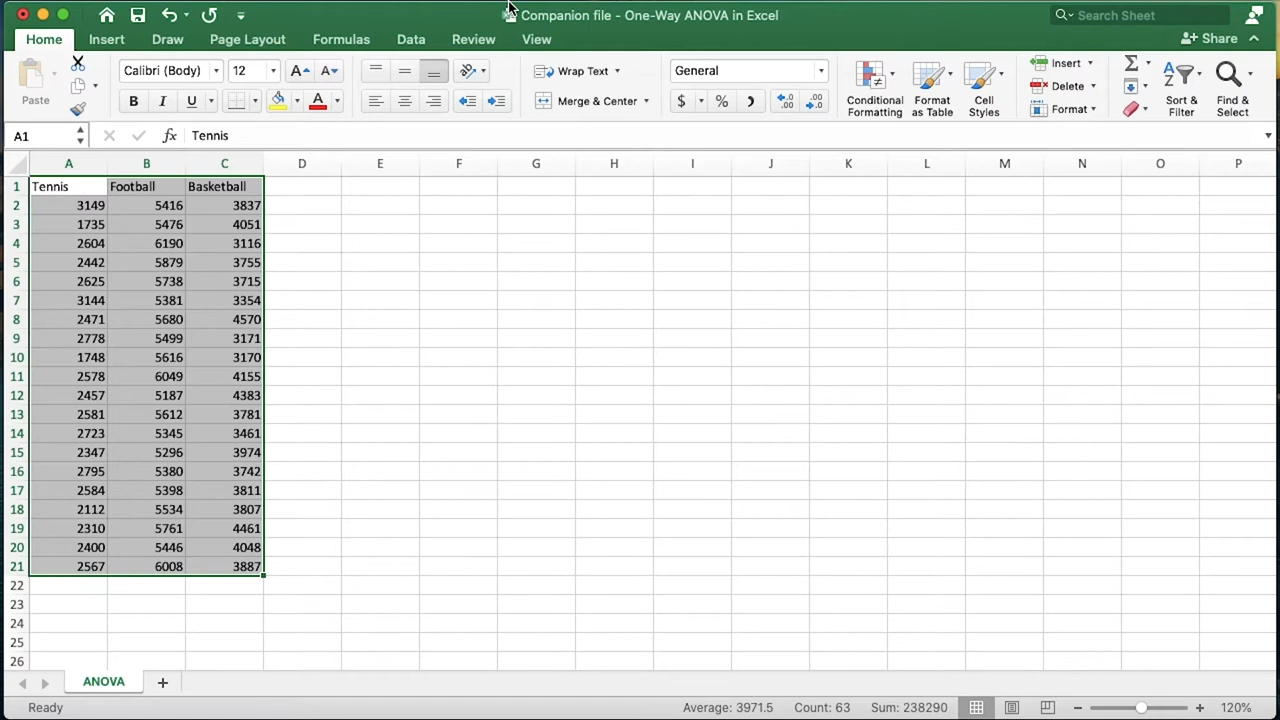 Companion file - One-Way ANOVA in Excel
Search Sheet
Home Insert Draw Page Layout Formulas Data Review View
Share
Paste
Calibri (Body) 12
A A
Wrap Text
General
Insert
B I U A
Merge & Center
$ %
Conditional Formatting
Format as Table
Cell Styles
Delete
Format
Sort & Filter
Find & Select
A1 fx Tennis
A B C D E F G H I J K L M N O P
1 Tennis Football Basketball
2 3149 5416 3837
3 1735 5476 4051
4 2604 6190 3116
5 2442 5879 3755
6 2625 5738 3715
7 3144 5381 3354
8 2471 5680 4570
9 2778 5499 3171
10 1748 5616 3170
11 2578 6049 4155
12 2457 5187 4383
13 2581 5612 3781
14 2723 5345 3461
15 2347 5296 3974
16 2795 5380 3742
17 2584 5398 3811
18 2112 5534 3807
19 2310 5761 4461
20 2400 5446 4048
21 2567 6008 3887
22
23
24
25
26
ANOVA
Ready Average: 3971.5 Count: 63 Sum: 238290 120%